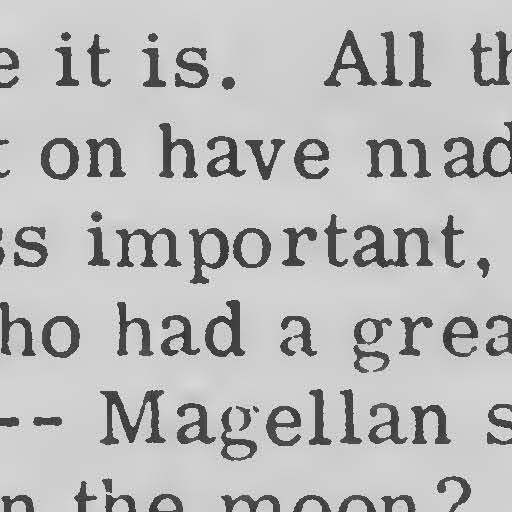 e it is. All th
t on have mad
ss important,
ho had a grea
-- Magellan s
n the moon?